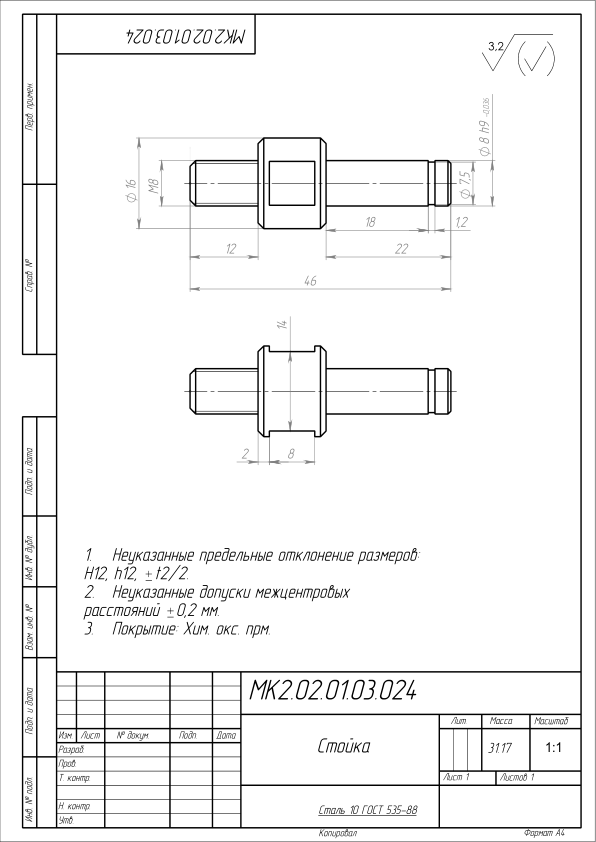 МК2.02.01.03.024
3,2
Перв примен
Справ №
Подп и дата
Инв № дубл
Взам инв №
Подп и дата
Инв № подл
Ф 16
М8
Ф 7,5
Ф 8 h9 -0,036
18
1,2
12
22
46
14
2
8
1. Неуказанные предельные отклонение размеров:
Н12, h12, ±t2/2.
2. Неуказанные допуски межцентровых
расстояний ±0,2 мм.
3. Покрытие: Хим. окс. прм.
МК2.02.01.03.024
Изм Лист № докум. Подп. Дата
Разраб
Пров
Т. контр
Н. контр
Утв.
Стойка
Лит Масса Масштаб
31.17 1:1
Лист 1 Листов 1
Сталь 10 ГОСТ 535-88
Копировал Формат А4